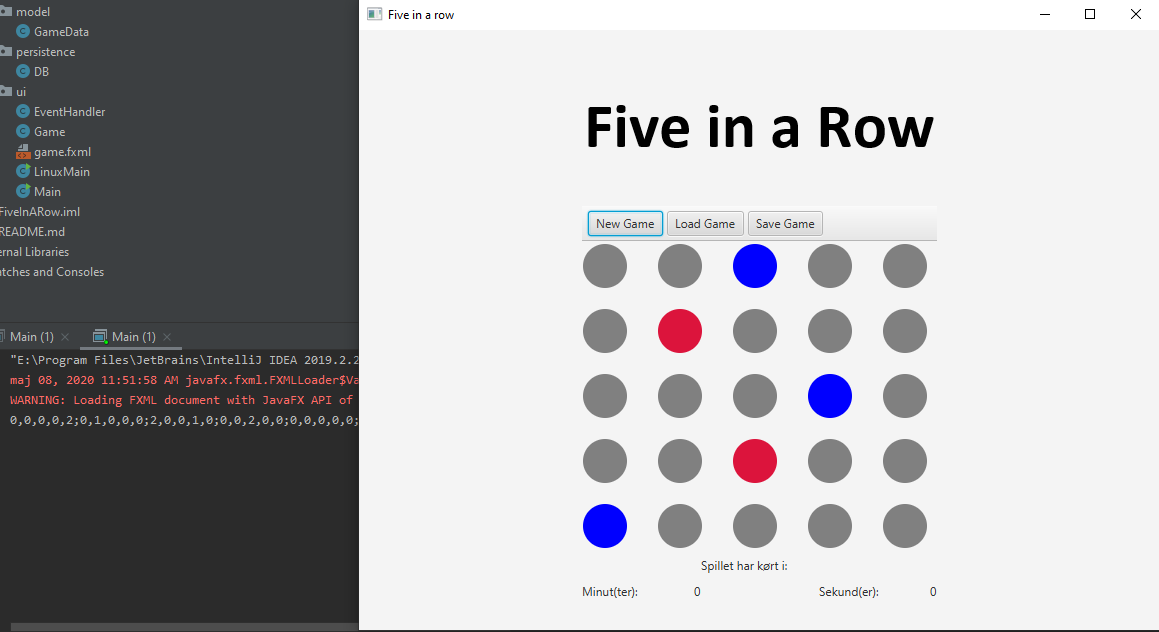 model
GameData
persistence
DB
ui
EventHandler
Game
game.fxml
LinuxMain
Main
FiveInARow.iml
README.md
ernal Libraries
atches and Consoles
Main (1)
Main (1)
"E:\Program Files\JetBrains\IntelliJ IDEA 2019.2.2
maj 08, 2020 11:51:58 AM javafx.fxml.FXMLLoader$Va
WARNING: Loading FXML document with JavaFX API of
0,0,0,0,2;0,1,0,0,0;2,0,0,1,0;0,0,2,0,0;0,0,0,0,0;
Five in a row
Five in a Row
New Game Load Game Save Game
Spillet har kørt i:
Minut(ter): 0 Sekund(er): 0